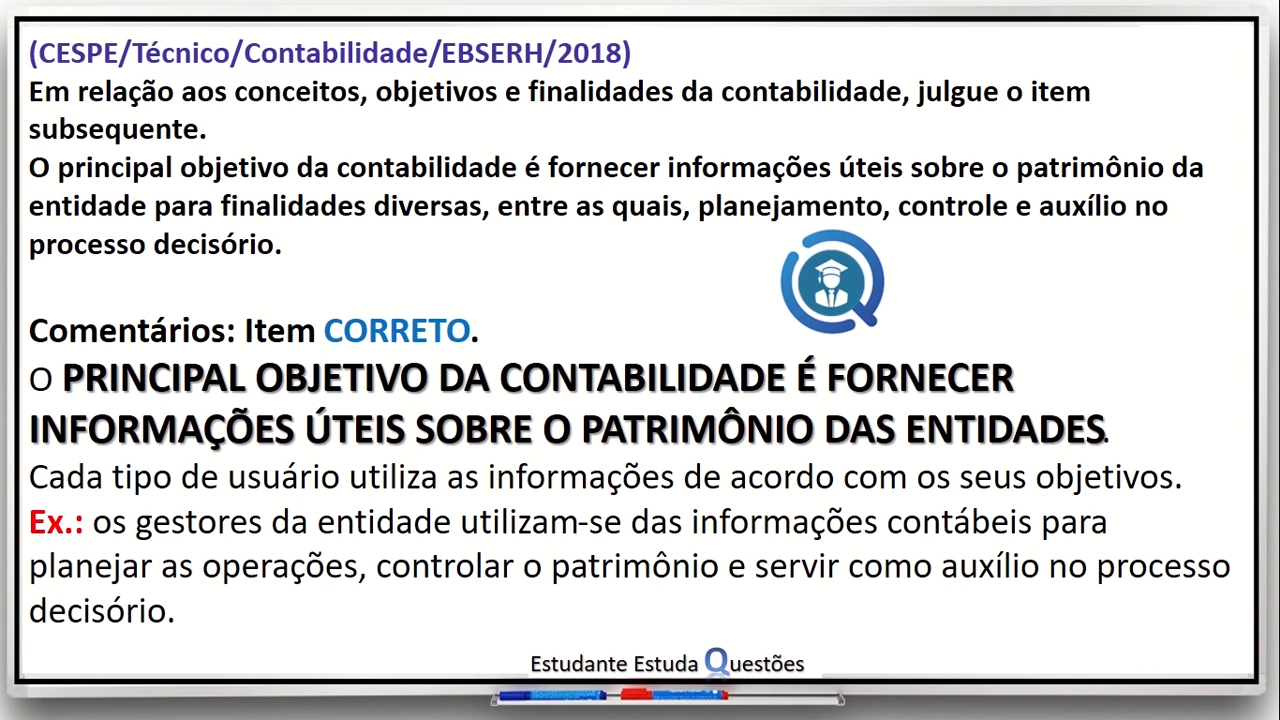 (CESPE/Técnico/Contabilidade/EBSERH/2018)
Em relação aos conceitos, objetivos e finalidades da contabilidade, julgue o item
subsequente.
O principal objetivo da contabilidade é fornecer informações úteis sobre o patrimônio da
entidade para finalidades diversas, entre as quais, planejamento, controle e auxílio no
processo decisório.
Comentários: Item CORRETO.
O PRINCIPAL OBJETIVO DA CONTABILIDADE É FORNECER
INFORMAÇÕES ÚTEIS SOBRE O PATRIMÔNIO DAS ENTIDADES.
Cada tipo de usuário utiliza as informações de acordo com os seus objetivos.
Ex.: os gestores da entidade utilizam-se das informações contábeis para
planejar as operações, controlar o patrimônio e servir como auxílio no processo
decisório.
Estudante Estuda Questões